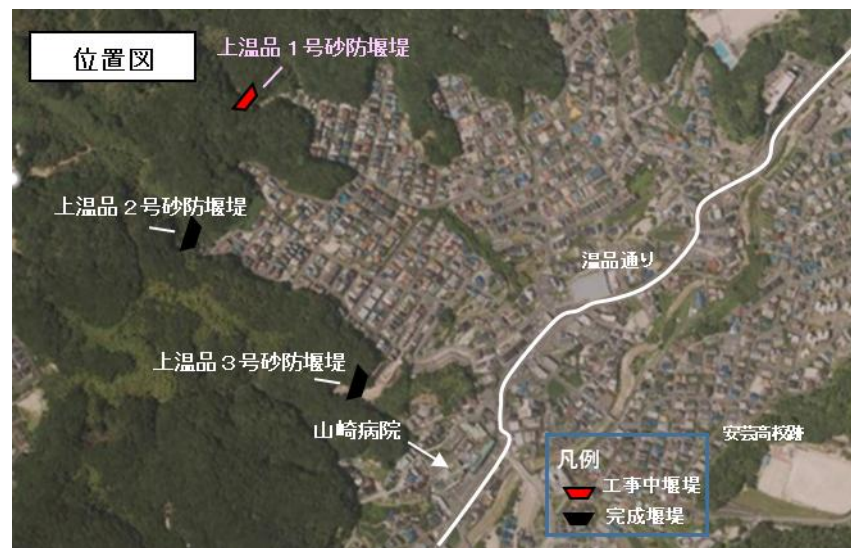 位置図
上温品１号砂防堰堤
上温品２号砂防堰堤
温品通り
上温品３号砂防堰堤
山崎病院
安芸高校跡
凡例
工事中堰堤
完成堰堤